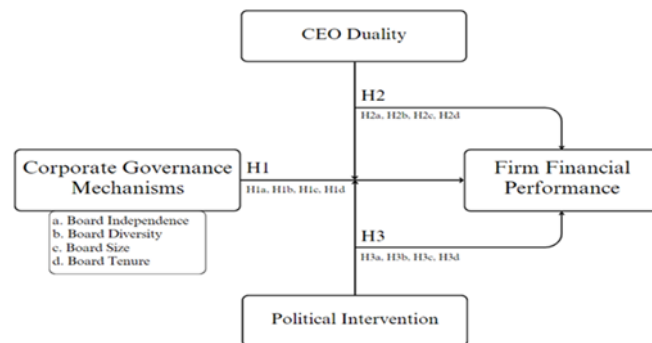 CEO Duality
H2
H2a, H2b, H2c, H2d
Corporate Governance
Mechanisms
H1
H1a, H1b, H1c, H1d
Firm Financial
Performance
a. Board Independence
b. Board Diversity
c. Board Size
d. Board Tenure
H3
H3a, H3b, H3c, H3d
Political Intervention